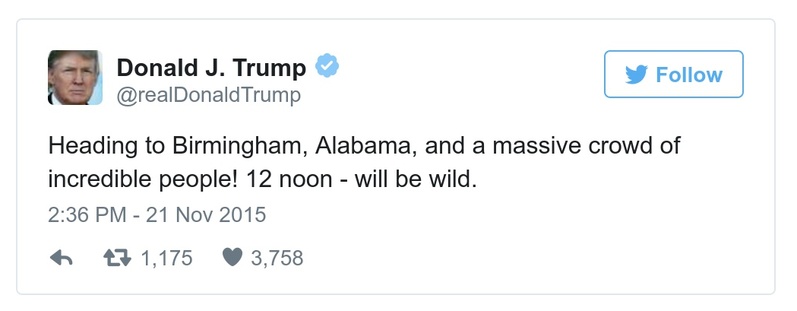 Donald J. Trump
@realDonaldTrump
Follow
Heading to Birmingham, Alabama, and a massive crowd of
incredible people! 12 noon - will be wild.
2:36 PM - 21 Nov 2015
1,175 3,758